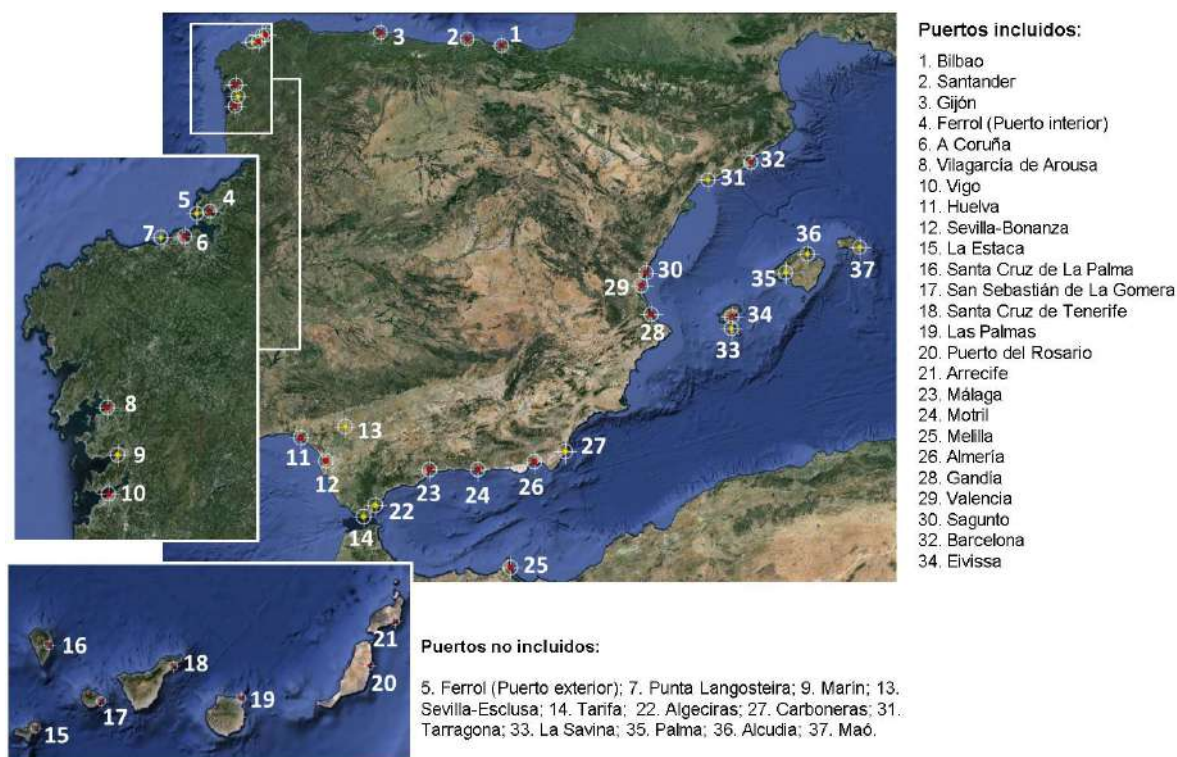 3
2
1
Puertos incluidos:
1. Bilbao
2. Santander
3. Gijón
4. Ferrol (Puerto interior)
6. A Coruña
8. Vilagarcía de Arousa
10. Vigo
11. Huelva
12. Sevilla-Bonanza
15. La Estaca
16. Santa Cruz de La Palma
17. San Sebastián de La Gomera
18. Santa Cruz de Tenerife
19. Las Palmas
20. Puerto del Rosario
21. Arrecife
23. Málaga
24. Motril
25. Melilla
26. Almería
28. Gandía
29. Valencia
30. Sagunto
32. Barcelona
34. Eivissa
32
31
5
4
7
6
36
37
35
30
29
28
34
33
8
9
10
13
11
12
27
23
24
26
22
14
25
16
18
21
20
19
17
15
Puertos no incluidos:
5. Ferrol (Puerto exterior); 7. Punta Langosteira; 9. Marín; 13.
Sevilla-Esclusa; 14. Tarifa; 22. Algeciras; 27. Carboneras; 31.
Tarragona; 33. La Savina; 35. Palma; 36. Alcudia; 37. Maó.